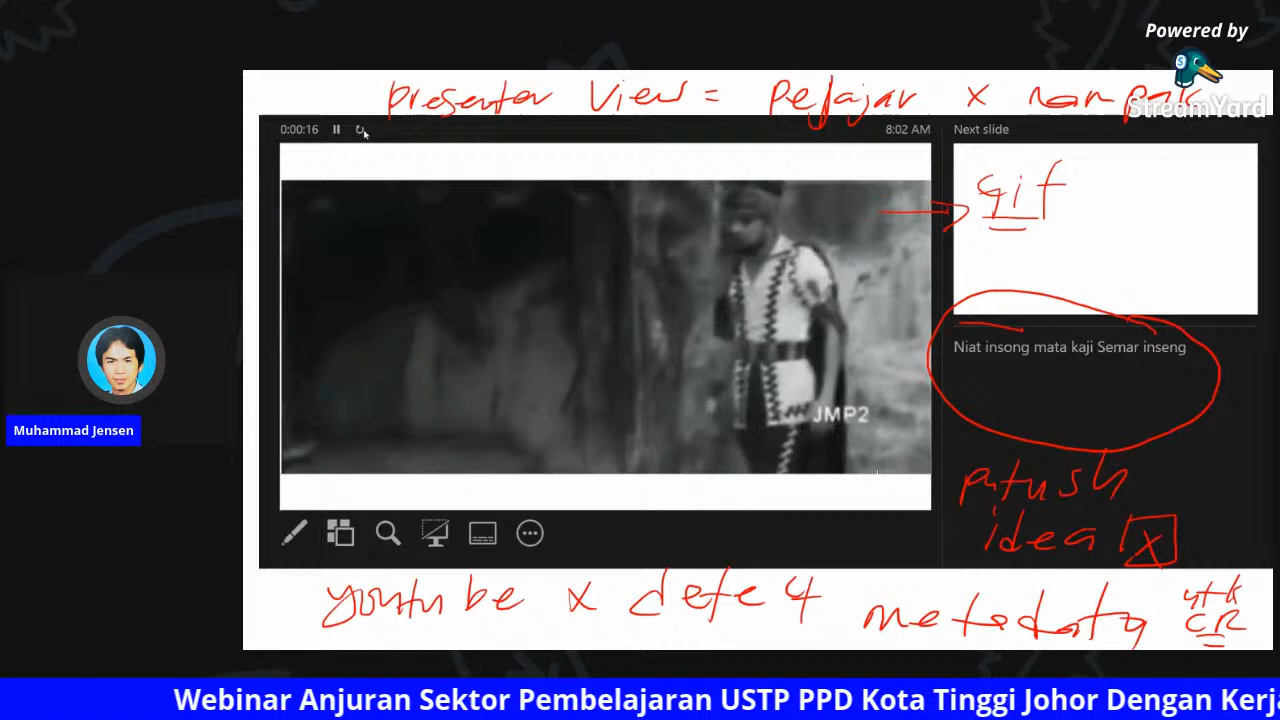 Powered by
StreamYard
presenter View = pelajar x nampak
0:00:16
8:02 AM
Next slide
gif
JMP2
Niat insong mata kaji Semar inseng
putush
idea x
youtube x detect
metadata utk
CR
Muhammad Jensen
Webinar Anjuran Sektor Pembelajaran USTP PPD Kota Tinggi Johor Dengan Kerja